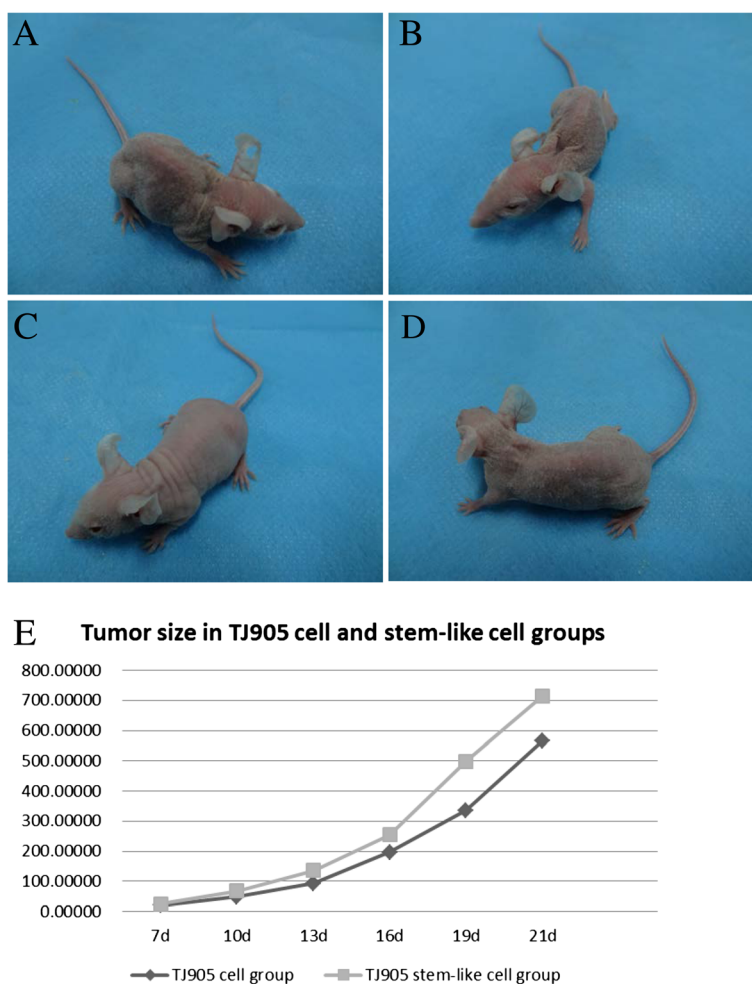 A
B
C
D
E
Tumor size in TJ905 cell and stem-like cell groups
800.00000
700.00000
600.00000
500.00000
400.00000
300.00000
200.00000
100.00000
0.00000
7d 10d 13d 16d 19d 21d
TJ905 cell group TJ905 stem-like cell group